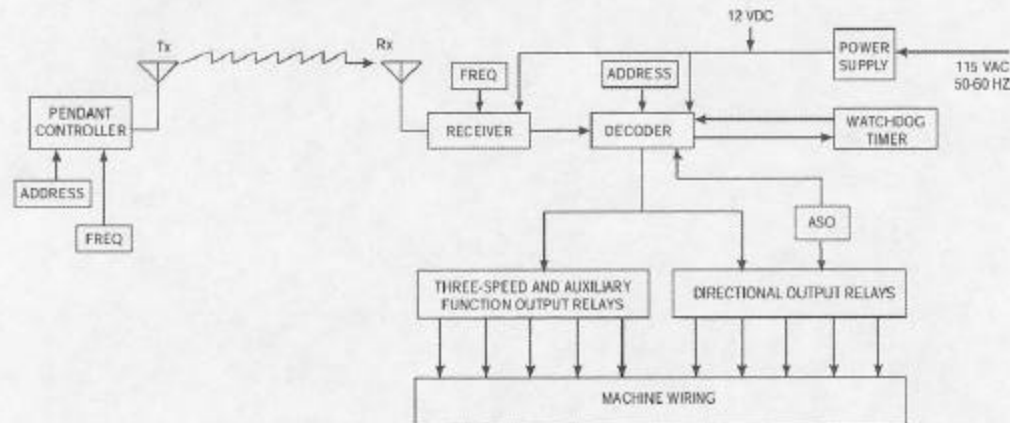 12 VDC
Tx
Rx
POWER
SUPPLY
115 VAC
50-60 HZ
FREQ
ADDRESS
PENDANT
CONTROLLER
RECEIVER
DECODER
WATCHDOG
TIMER
ADDRESS
FREQ
ASO
THREE-SPEED AND AUXILIARY
FUNCTION OUTPUT RELAYS
DIRECTIONAL OUTPUT RELAYS
MACHINE WIRING